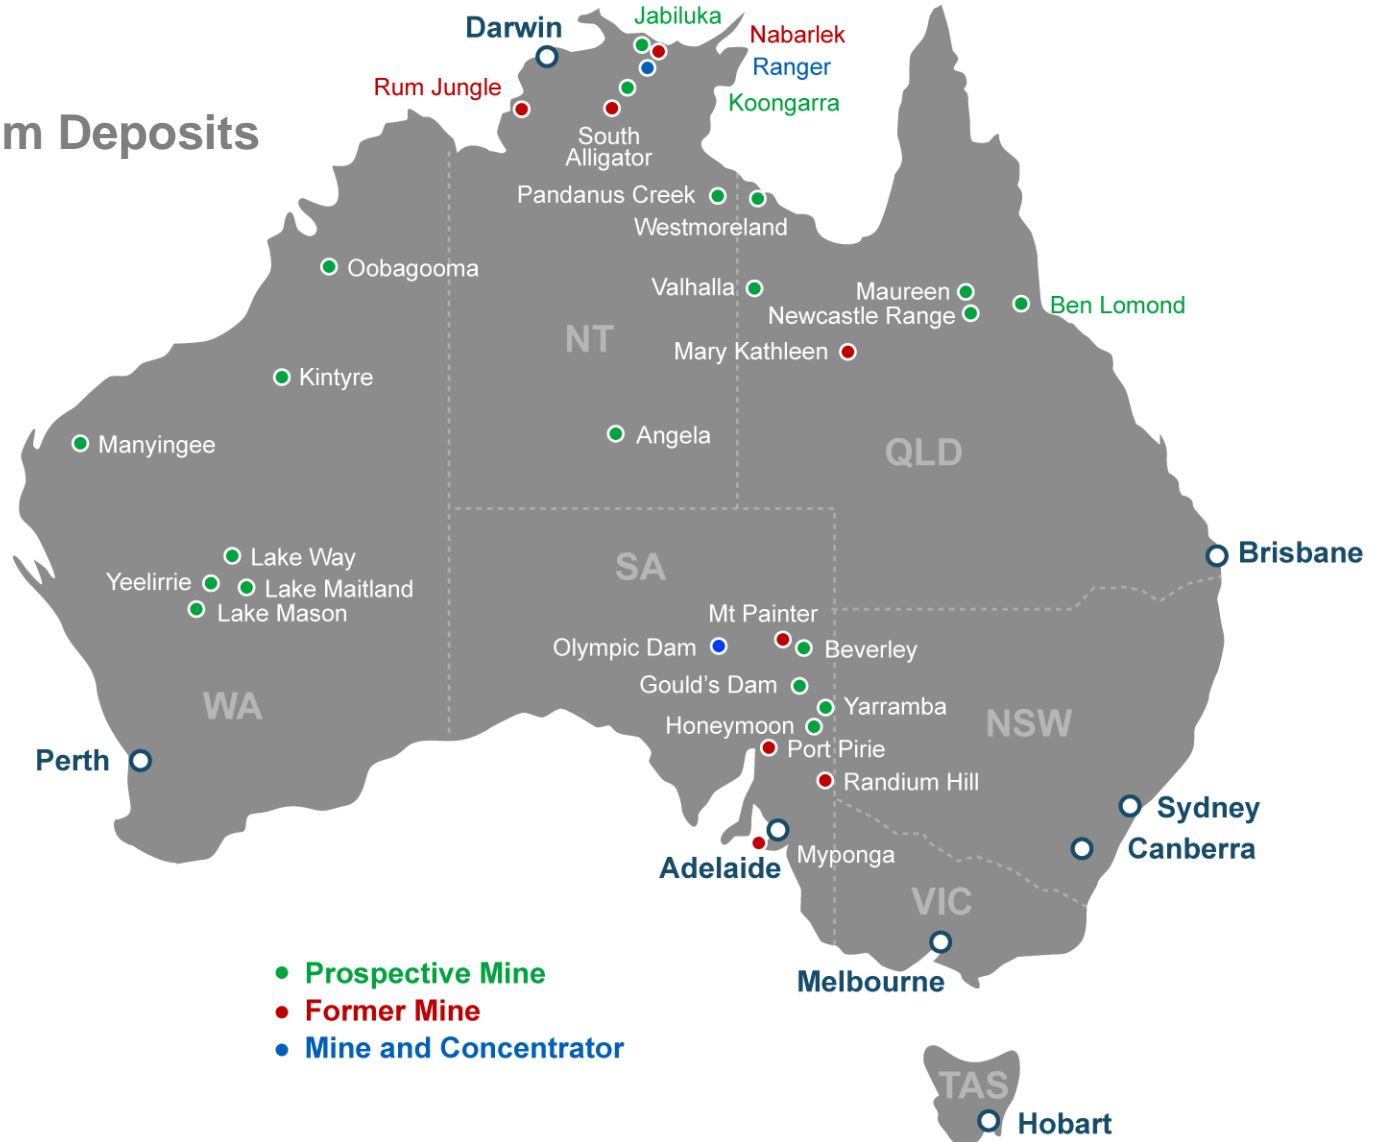 Jabiluka
Darwin
Nabarlek
Ranger
Rum Jungle
Koongarra
m Deposits
South
Alligator
Pandanus Creek
Westmoreland
Oobagooma
Valhalla
Maureen
Ben Lomond
Newcastle Range
NT
Mary Kathleen
Kintyre
Angela
Manyingee
QLD
Lake Way
Brisbane
SA
Yeelirrie
Lake Maitland
Lake Mason
Mt Painter
Olympic Dam
Beverley
Gould’s Dam
WA
Yarramba
NSW
Honeymoon
Port Pirie
Perth
Randium Hill
Sydney
Canberra
Myponga
Adelaide
VIC
Prospective Mine
Melbourne
Former Mine
Mine and Concentrator
TAS
Hobart